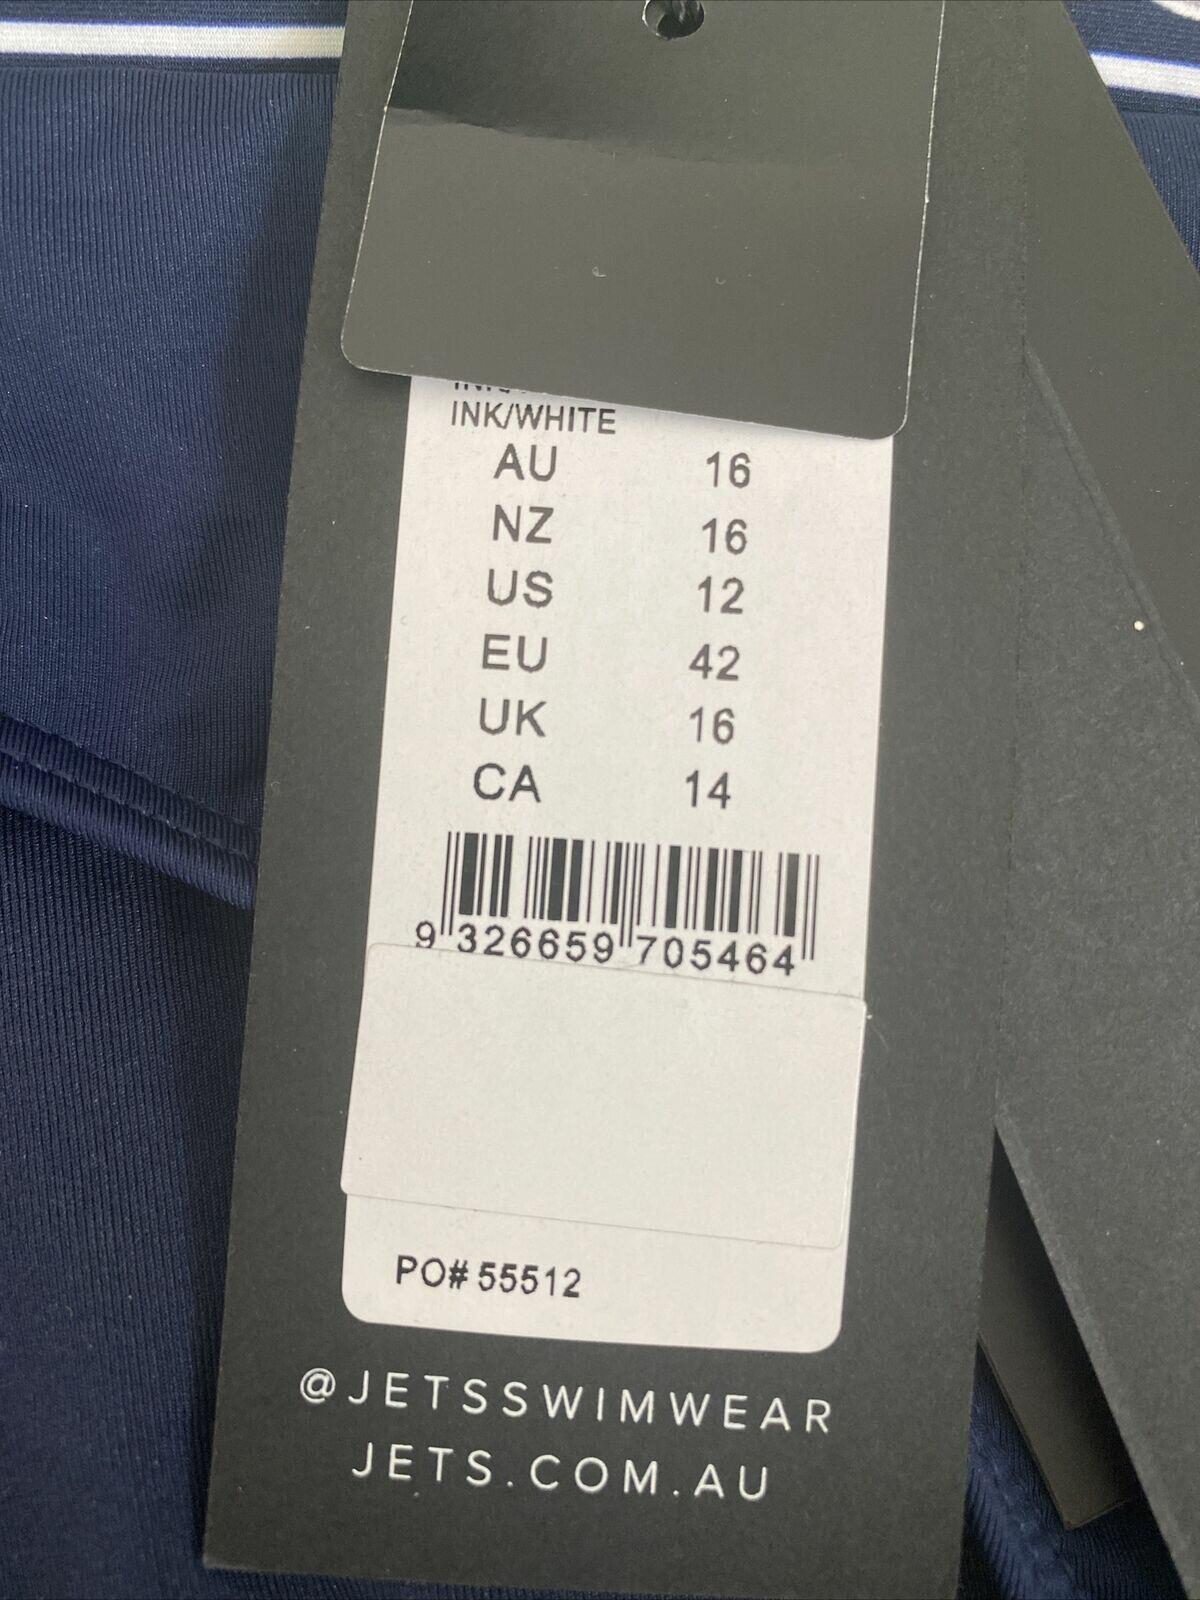 INK/WHITE
AU 16
NZ 16
US 12
EU 42
UK 16
CA 14
9 326659 705464
PO# 55512
@JETSSWIMWEAR
JETS.COM.AU